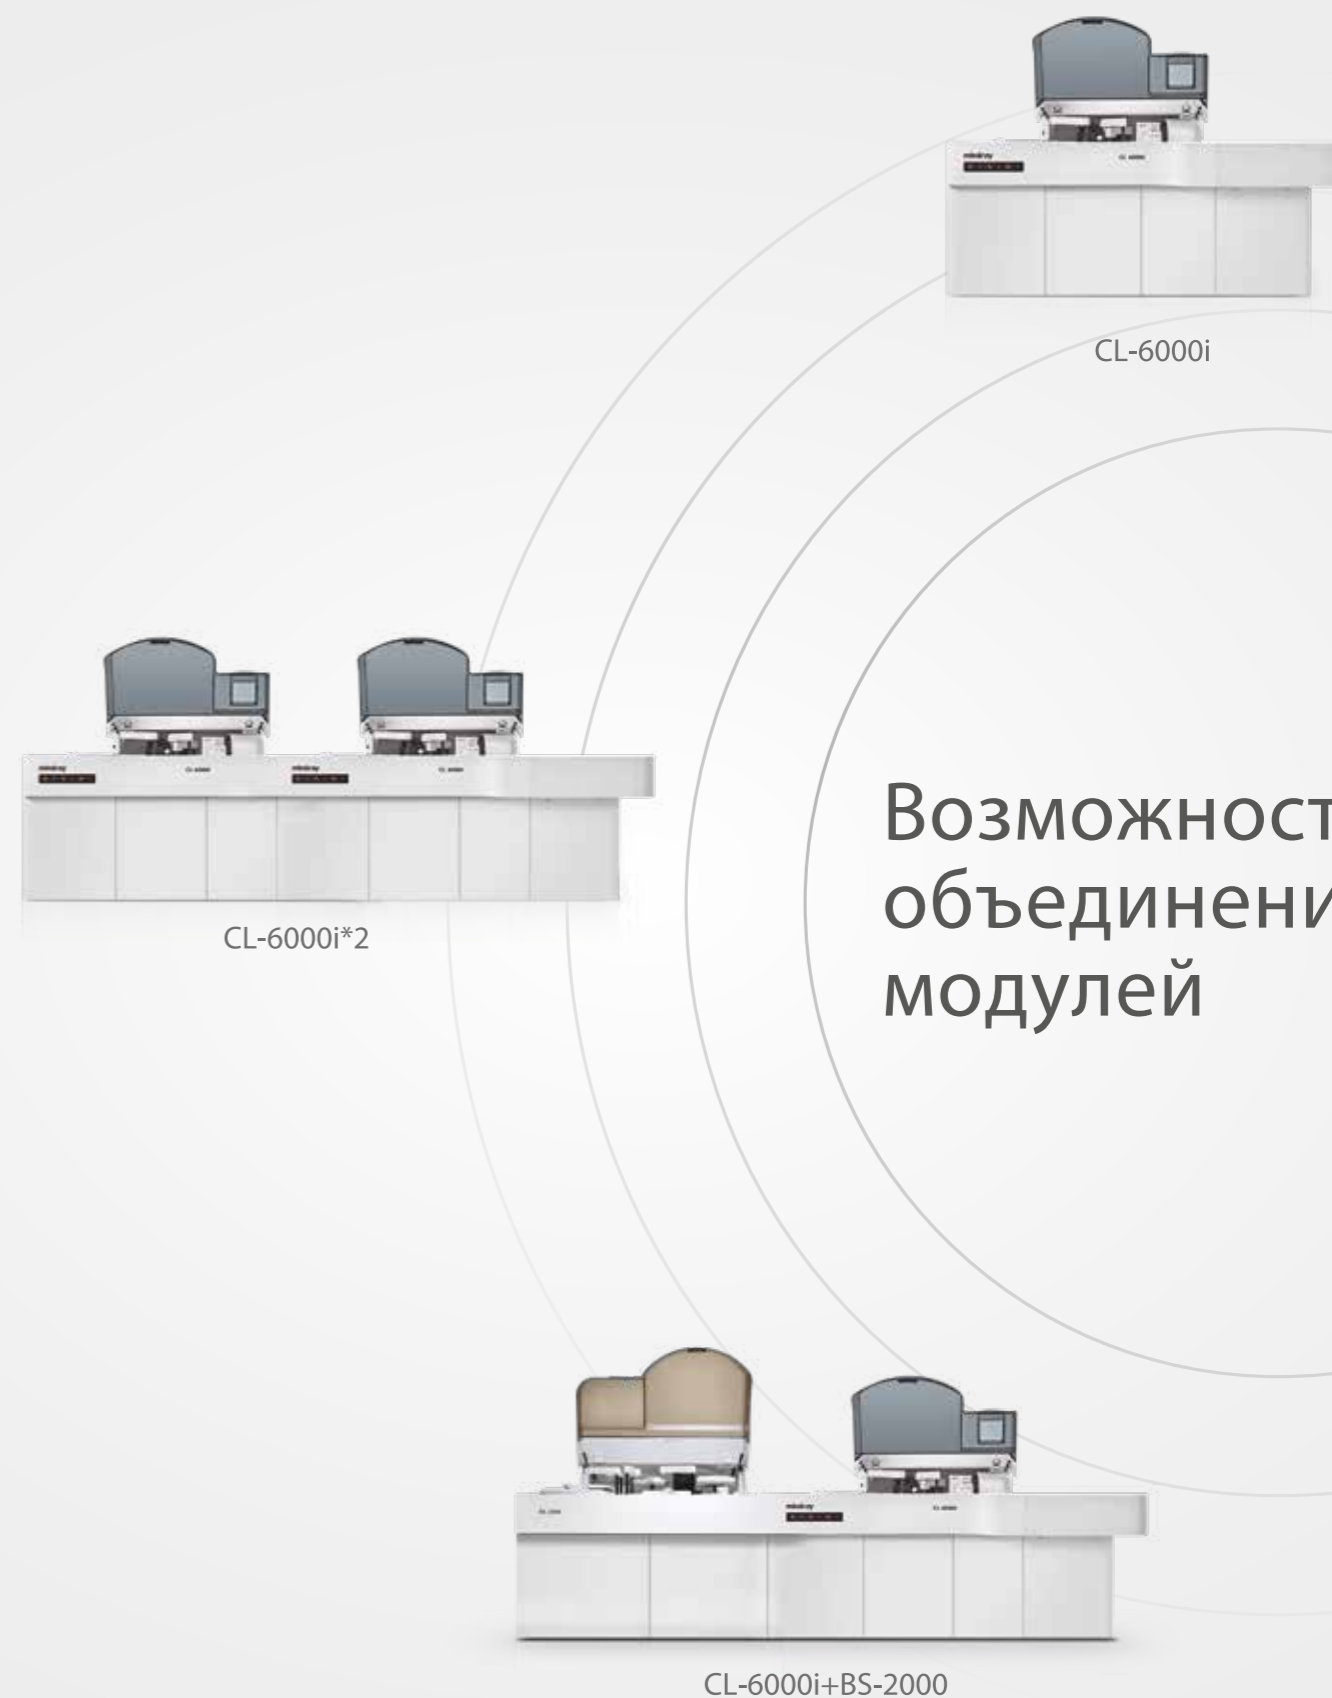 CL-6000i
CL-6000i*2
Возможност
объединени
модулей
CL-6000i+BS-2000